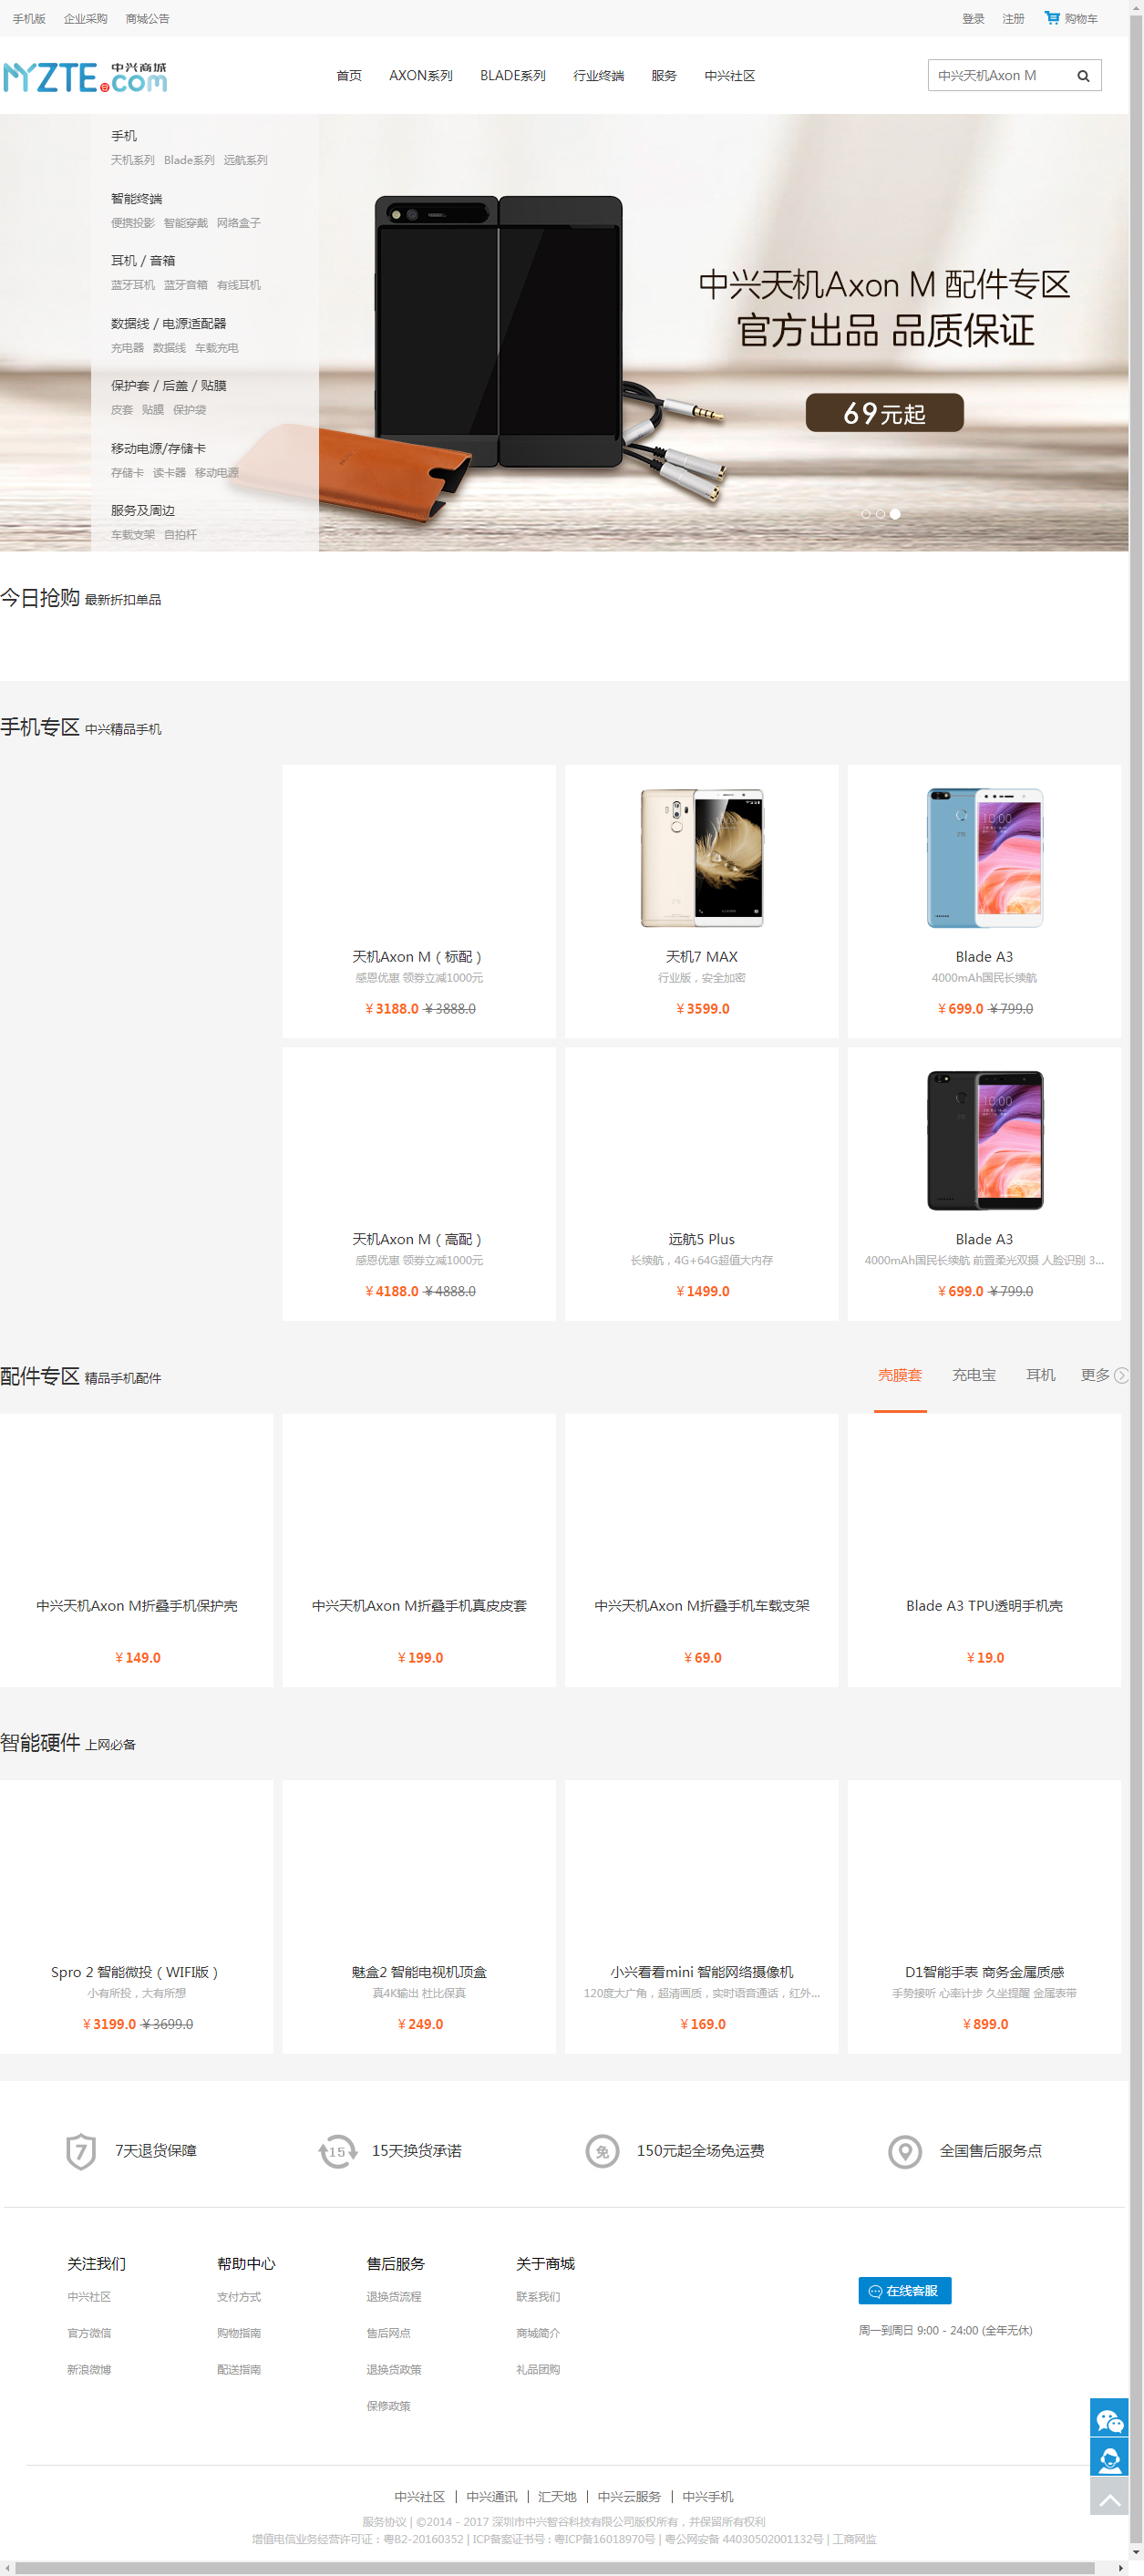 手机版 企业采购 商城公告 登录 注册 购物车
MYZTE.com 中兴商城
首页 AXON系列 BLADE系列 行业终端 服务 中兴社区 中兴天机Axon M
手机
天机系列 Blade系列 远航系列
智能终端
便携投影 智能穿戴 网络盒子
耳机 / 音箱
蓝牙耳机 蓝牙音箱 有线耳机
数据线 / 电源适配器
充电器 数据线 车载充电
保护套 / 后盖 / 贴膜
皮套 贴膜 保护袋
移动电源/存储卡
存储卡 读卡器 移动电源
服务及周边
车载支架 自拍杆
中兴天机Axon M 配件专区
官方出品 品质保证
69元起
今日抢购 最新折扣单品
手机专区 中兴精品手机
天机Axon M（标配） 天机7 MAX Blade A3
感恩优惠 领券立减1000元 行业版，安全加密 4000mAh国民长续航
￥3188.0 ￥3888.0 ￥3599.0 ￥699.0 ￥799.0
天机Axon M（高配） 远航5 Plus Blade A3
感恩优惠 领券立减1000元 长续航，4G+64G超值大内存 4000mAh国民长续航 前置柔光双摄 人脸识别 3...
￥4188.0 ￥4888.0 ￥1499.0 ￥699.0 ￥799.0
配件专区 精品手机配件 壳膜套 充电宝 耳机 更多
中兴天机Axon M折叠手机保护壳 中兴天机Axon M折叠手机真皮皮套 中兴天机Axon M折叠手机车载支架 Blade A3 TPU透明手机壳
￥149.0 ￥199.0 ￥69.0 ￥19.0
智能硬件 上网必备
Spro 2 智能微投（WIFI版） 魅盒2 智能电视机顶盒 小兴看看mini 智能网络摄像机 D1智能手表 商务金属质感
小有所投，大有所想 真4K输出 杜比保真 120度大广角，超清画质，实时语音通话，红外... 手势接听 心率计步 久坐提醒 金属表带
￥3199.0 ￥3699.0 ￥249.0 ￥169.0 ￥899.0
7 7天退货保障 15 15天换货承诺 免 150元起全场免运费 全国售后服务点
关注我们 帮助中心 售后服务 关于商城
中兴社区 支付方式 退换货流程 联系我们
在线客服
官方微信 购物指南 售后网点 商城简介
周一到周日 9:00 - 24:00 (全年无休)
新浪微博 配送指南 退换货政策 礼品团购
保修政策
中兴社区 | 中兴通讯 | 汇天地 | 中兴云服务 | 中兴手机
服务协议 | ©2014 - 2017 深圳市中兴智谷科技有限公司版权所有，并保留所有权利
增值电信业务经营许可证：粤B2-20160352 | ICP备案证书号：粤ICP备16018970号 | 粤公网安备 44030502001132号 | 工商网监